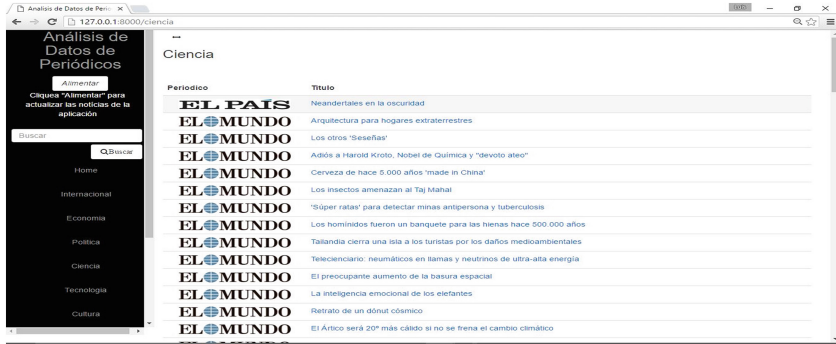 Analisis de Datos de Perió
127.0.0.1:8000/ciencia
Análisis de
Datos de
Periódicos
Alimentar
Cliquea "Alimentar" para
actualizar las noticias de la
aplicación
Buscar
Buscar
Home
Internacional
Economia
Politica
Ciencia
Tecnologia
Cultura
Ciencia
Periodico Titulo
EL PAÍS Neandertales en la oscuridad
EL MUNDO Arquitectura para hogares extraterrestres
EL MUNDO Los otros 'Seseñas'
EL MUNDO Adiós a Harold Kroto, Nobel de Química y "devoto ateo"
EL MUNDO Cerveza de hace 5.000 años 'made in China'
EL MUNDO Los insectos amenazan al Taj Mahal
EL MUNDO 'Súper ratas' para detectar minas antipersona y tuberculosis
EL MUNDO Los homínidos fueron un banquete para las hienas hace 500.000 años
EL MUNDO Tailandia cierra una isla a los turistas por los daños medioambientales
EL MUNDO Telecienciario: neumáticos en llamas y neutrinos de ultra-alta energía
EL MUNDO El preocupante aumento de la basura espacial
EL MUNDO La inteligencia emocional de los elefantes
EL MUNDO Retrato de un dónut cósmico
EL MUNDO El Ártico será 20º más cálido si no se frena el cambio climático